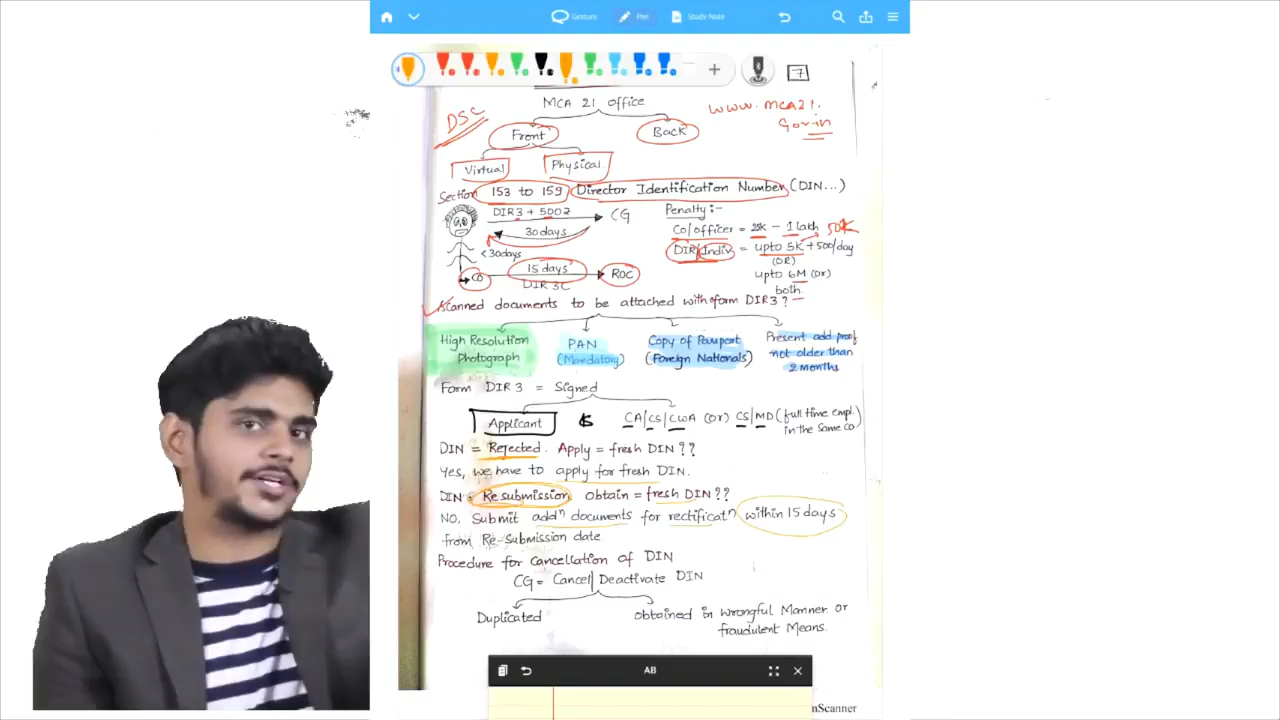 Gesture Pen Study Note
7
MCA 21 office
DSC
www.mca21.
Gov.in
Front Back
Virtual Physical
Section 153 to 159 Director Identification Number (DIN...)
DIR3 + 500₹ CG
30 days
<30days
15 days ROC
DIR 3C
Penalty:-
Co/officer = 25k - 1 lakh 50K
DIR/Indiv = upto 5K + 500/day
(OR)
upto 6M (or)
both
Scanned documents to be attached with form DIR3?
High Resolution
Photograph
PAN
(Mandatory)
Copy of Passport
(Foreign Nationals)
Present add proof
not older than
2 months
Form DIR 3 = Signed
Applicant & CA/CS/CWA (or) CS/MD (full time empl.
in the same co)
DIN = Rejected. Apply = fresh DIN??
Yes, we have to apply for fresh DIN.
DIN = Resubmission Obtain = fresh DIN??
NO, Submit addⁿ documents for rectificatⁿ within 15 days
from Re-Submission date.
Procedure for Cancellation of DIN
CG = Cancel/Deactivate DIN
Duplicated
obtained in wrongful Manner or
fraudulent Means.
AB
nScanner